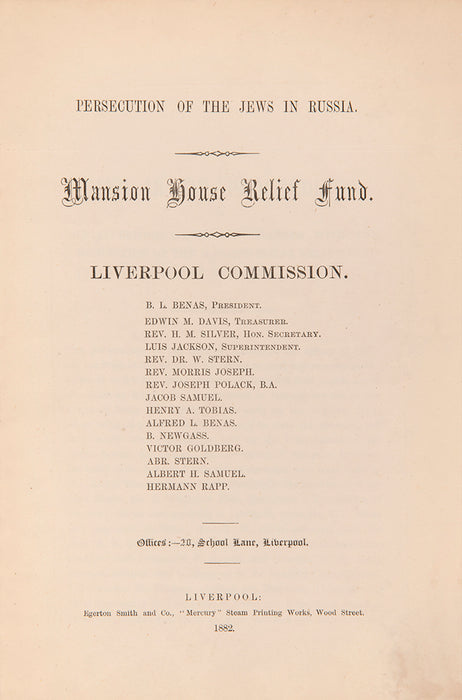 PERSECUTION OF THE JEWS IN RUSSIA.
Mansion House Relief Fund.
LIVERPOOL COMMISSION.
B. L. BENAS, PRESIDENT.
EDWIN M. DAVIS, TREASURER.
REV. H. M. SILVER, HON. SECRETARY.
LUIS JACKSON, SUPERINTENDENT.
REV. DR. W. STERN.
REV. MORRIS JOSEPH.
REV. JOSEPH POLACK, B.A.
JACOB SAMUEL.
HENRY A. TOBIAS.
ALFRED L. BENAS.
B. NEWGASS.
VICTOR GOLDBERG.
ABR. STERN.
ALBERT H. SAMUEL.
HERMANN RAPP.
Offices:—28, School Lane, Liverpool.
LIVERPOOL:
Egerton Smith and Co., "Mercury" Steam Printing Works, Wood Street.
1882.